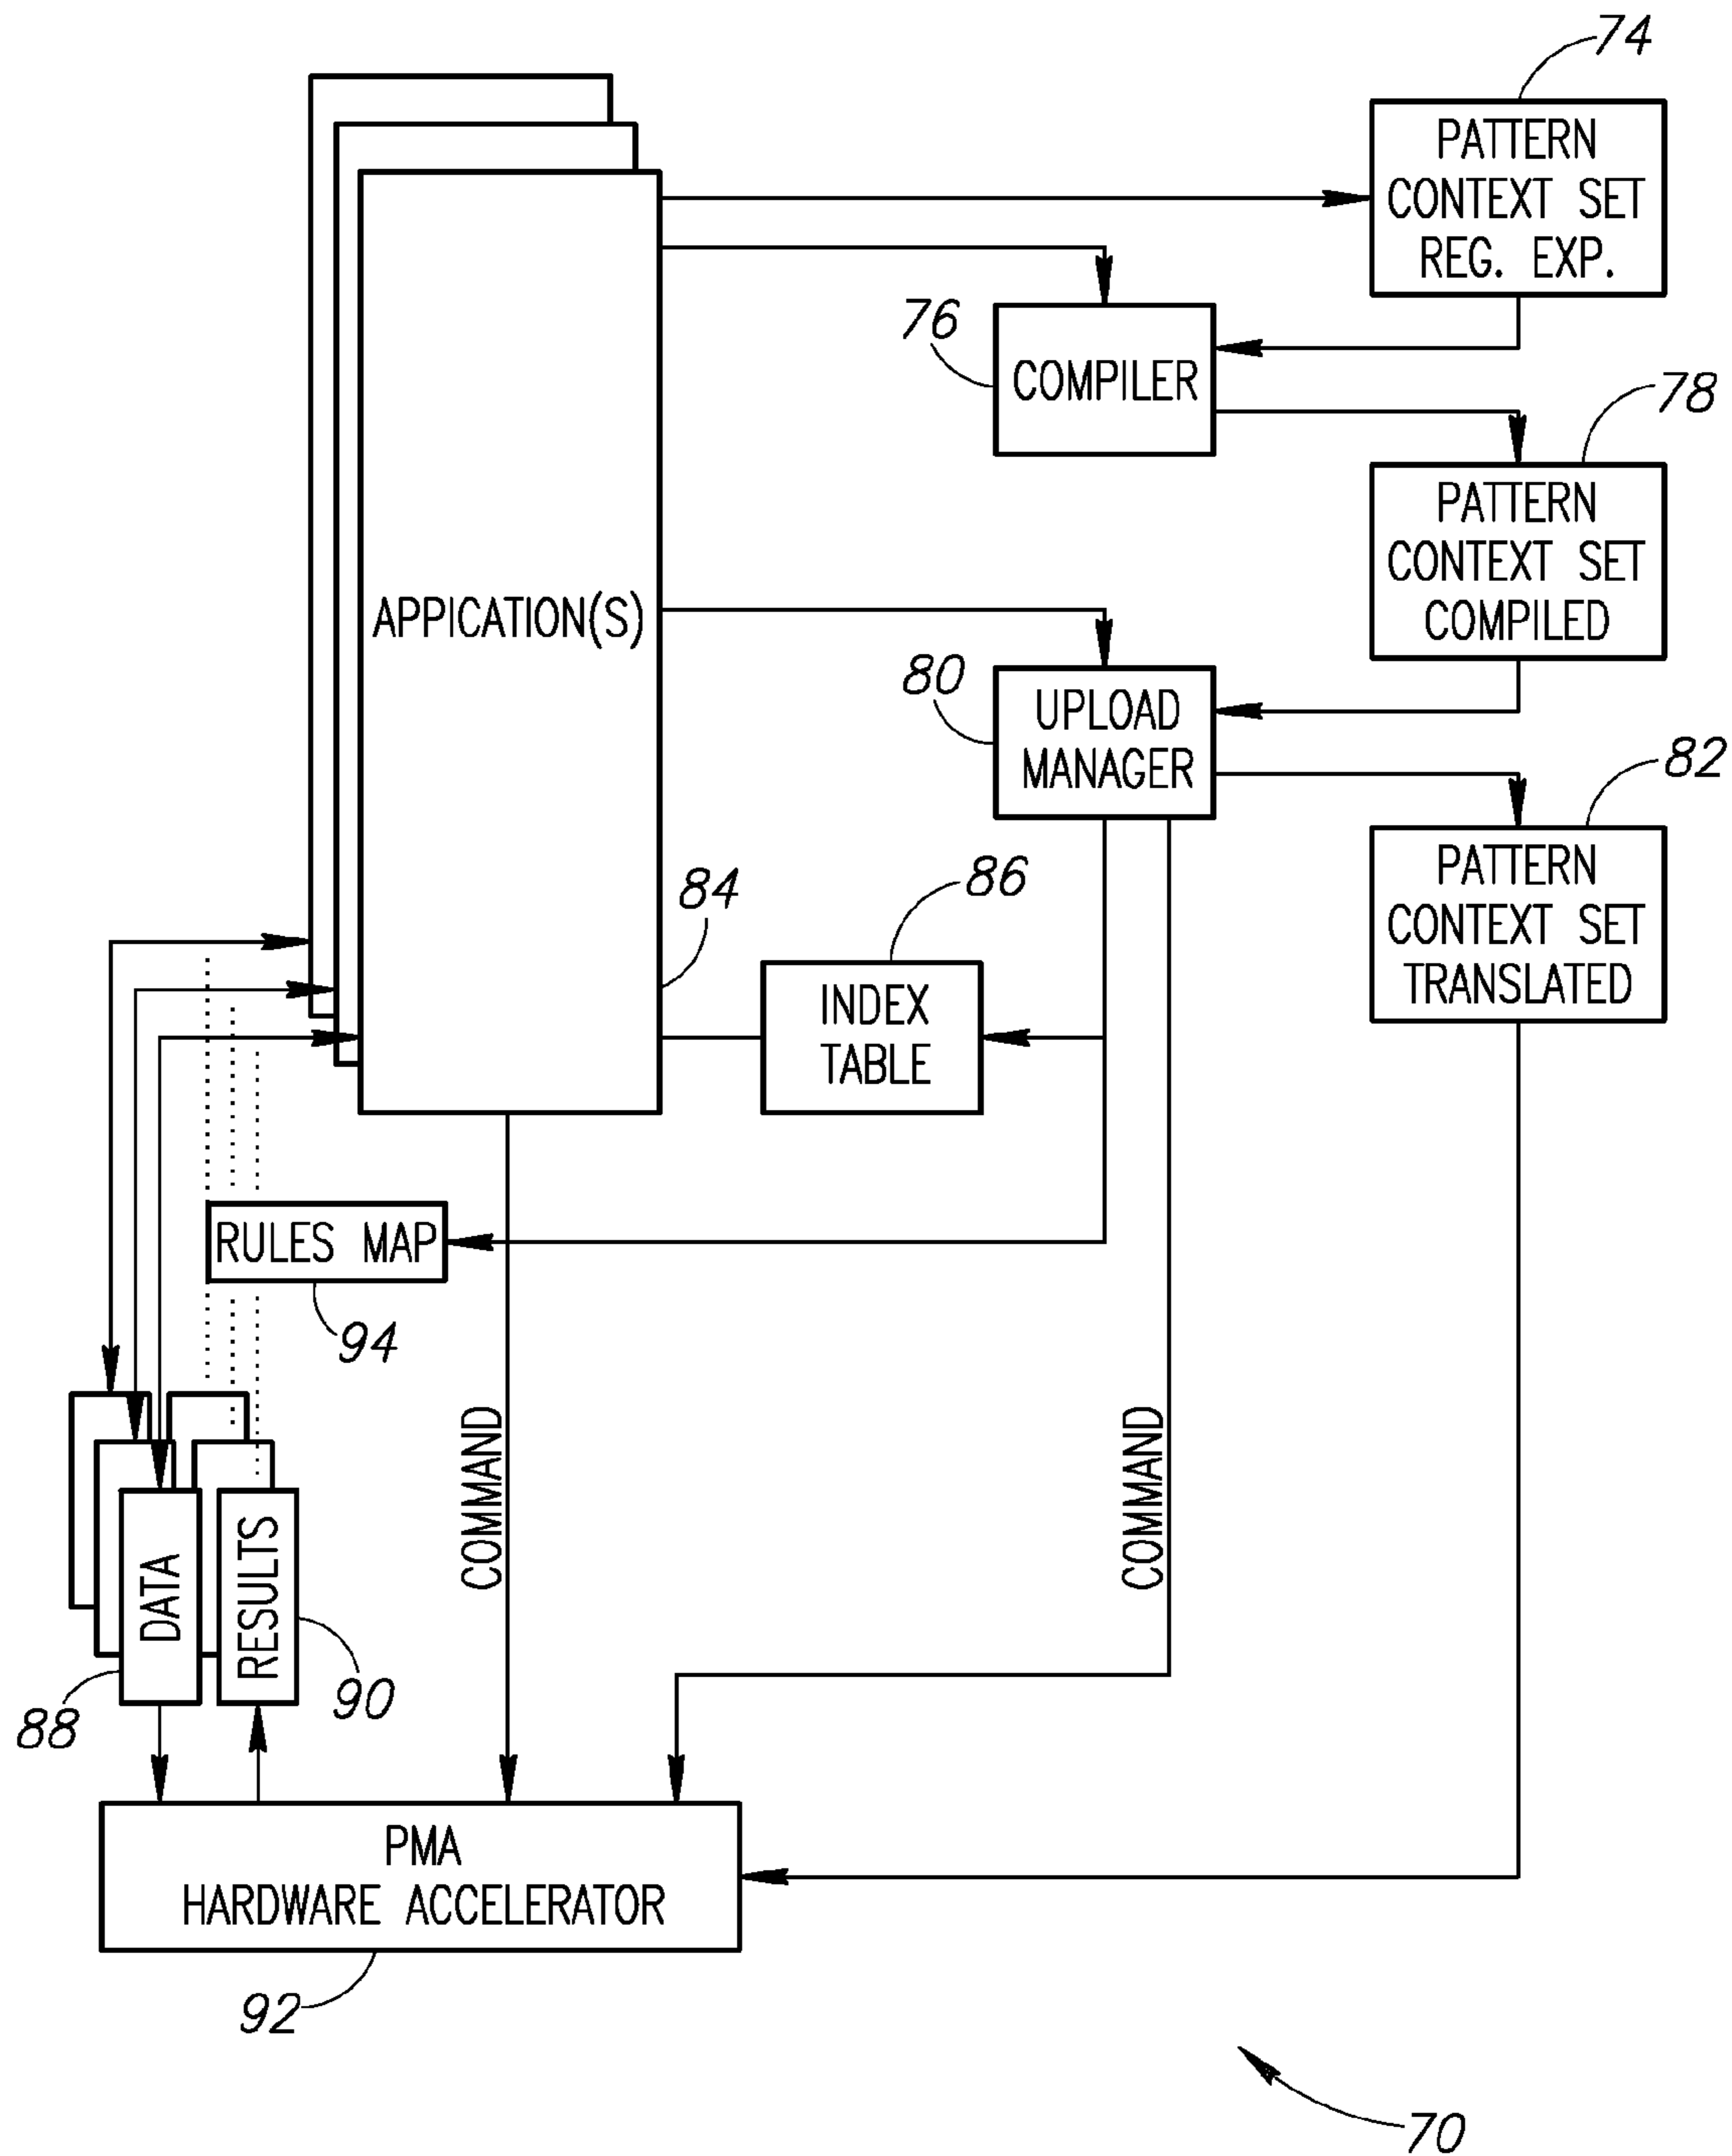 74
PATTERN
CONTEXT SET
REG. EXP.
76
COMPILER
78
PATTERN
CONTEXT SET
COMPILED
APPICATION(S)
80
UPLOAD
MANAGER
82
PATTERN
CONTEXT SET
TRANSLATED
84
86
INDEX
TABLE
RULES MAP
94
COMMAND
COMMAND
DATA
RESULTS
88
90
PMA
HARDWARE ACCELERATOR
92
70